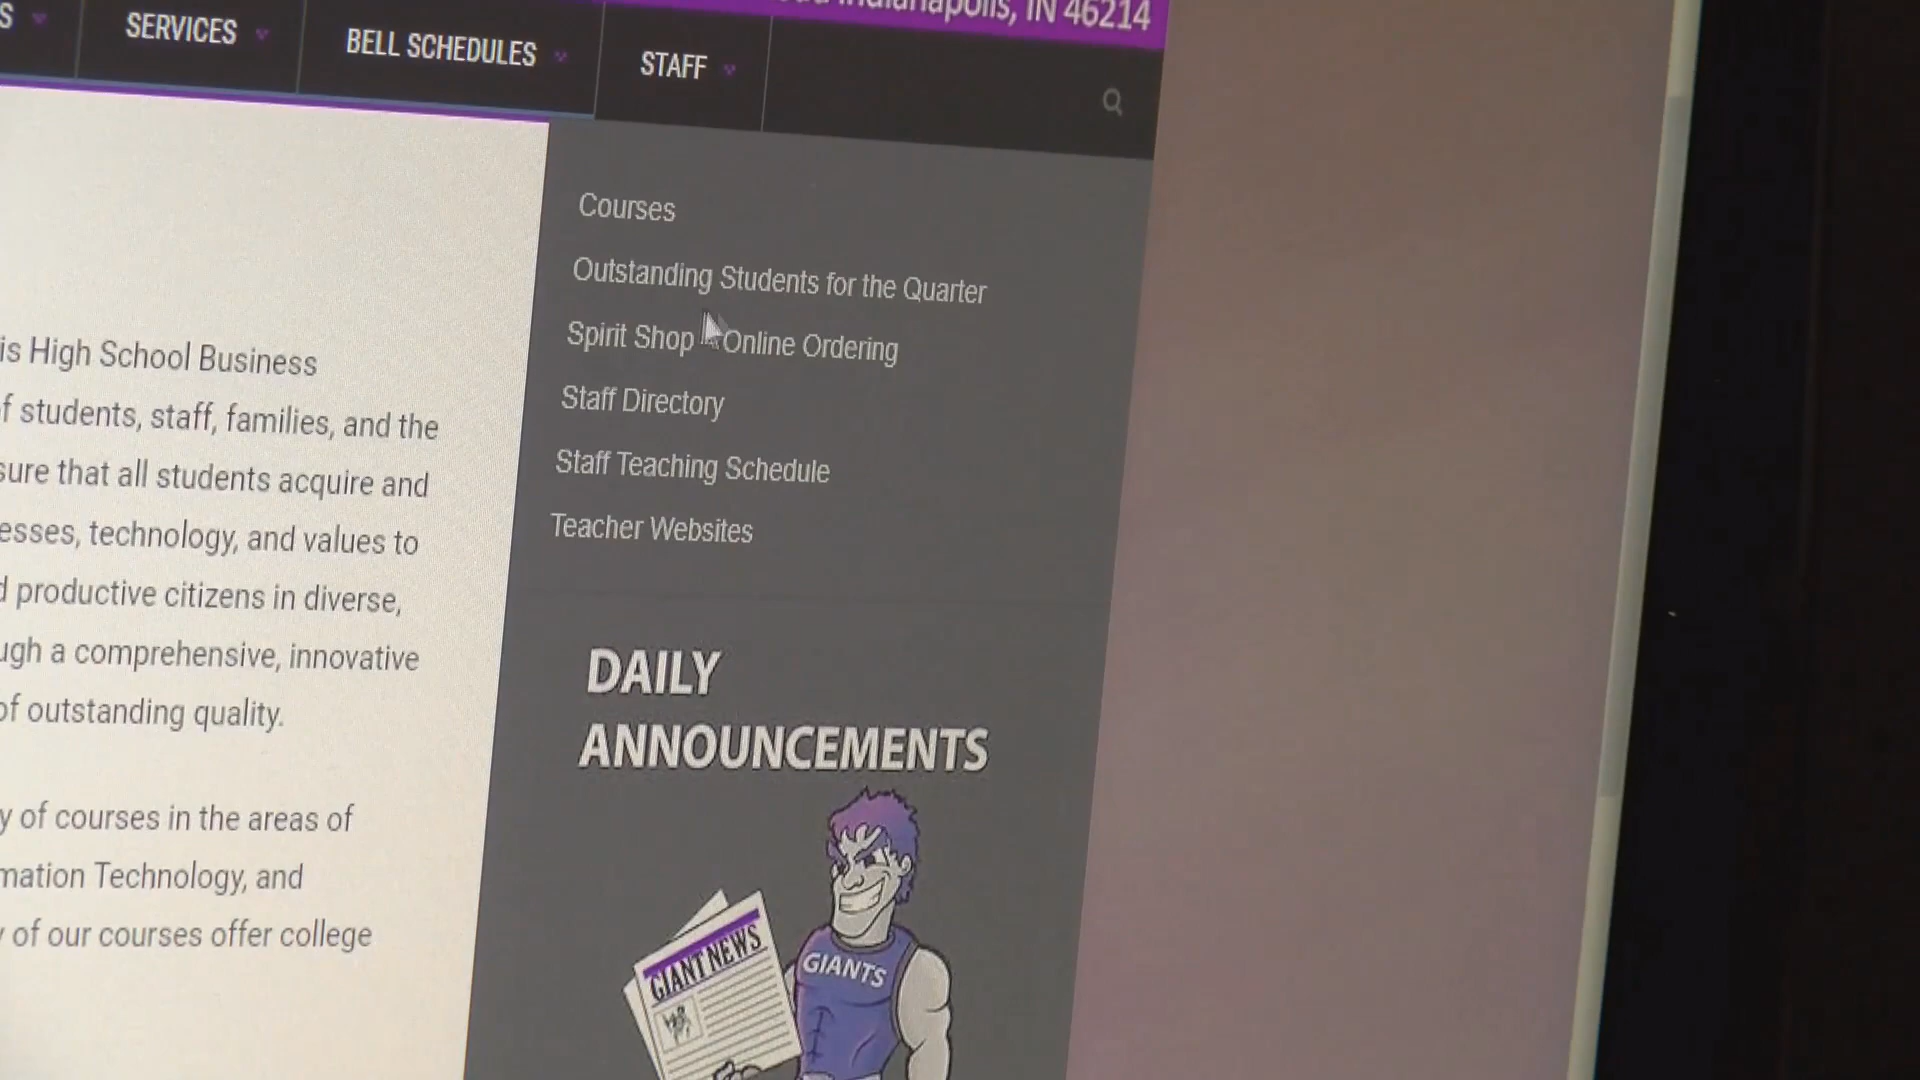 Indianapolis, IN 46214
S SERVICES BELL SCHEDULES STAFF
Courses
Outstanding Students for the Quarter
Spirit Shop Online Ordering
Staff Directory
Staff Teaching Schedule
Teacher Websites
is High School Business
f students, staff, families, and the
sure that all students acquire and
esses, technology, and values to
d productive citizens in diverse,
ugh a comprehensive, innovative
of outstanding quality.
y of courses in the areas of
mation Technology, and
y of our courses offer college
DAILY
ANNOUNCEMENTS
GIANT NEWS
GIANTS